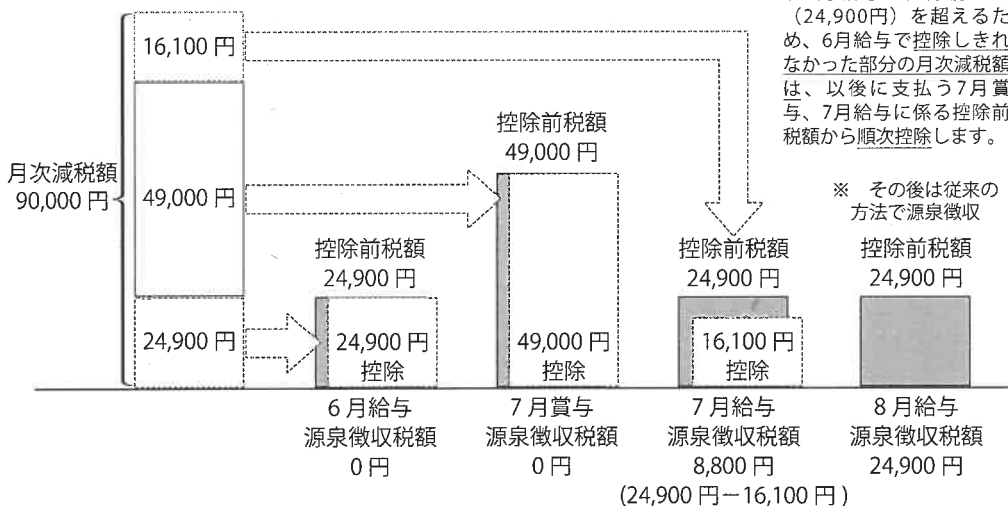 (24,900円)を超えるた
め、6月給与で控除しきれ
なかった部分の月次減税額
は、以後に支払う7月賞
与、7月給与に係る控除前
税額から順次控除します。
※ その後は従来の
方法で源泉徴収
月次減税額
90,000円
16,100円
49,000円
24,900円
控除前税額
24,900円
24,900円
控除
6月給与
源泉徴収税額
0円
控除前税額
49,000円
49,000円
控除
7月賞与
源泉徴収税額
0円
控除前税額
24,900円
16,100円
控除
7月給与
源泉徴収税額
8,800円
(24,900円－16,100円)
控除前税額
24,900円
8月給与
源泉徴収税額
24,900円